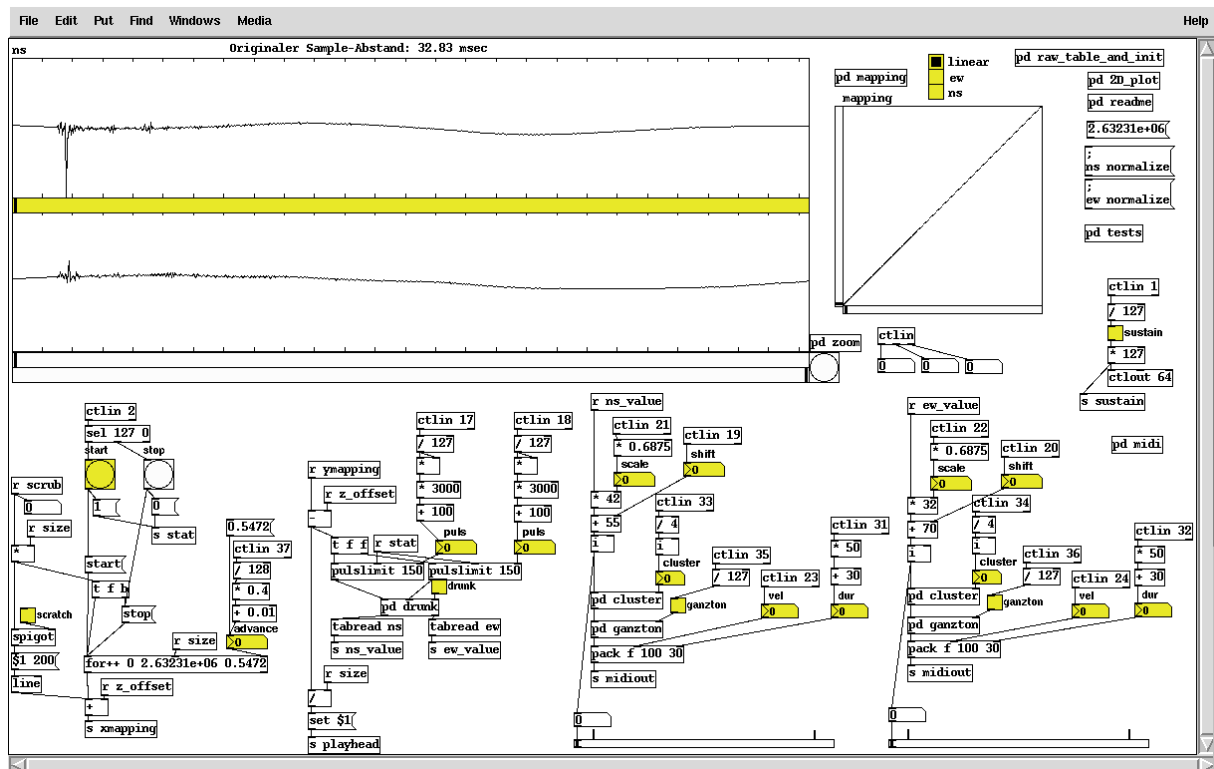 File Edit Put Find Windows Media Help
ns
Originaler Sample-Abstand: 32.83 msec
linear
ew
ns
pd mapping
mapping
pd raw_table_and_init
pd 2D_plot
pd readme
2.63231e+06
;
ns normalize
;
ew normalize
pd tests
ctlin 1
/ 127
sustain
* 127
ctlout 64
s sustain
pd midi
pd zoom
ctlin
0
0
0
ctlin 2
sel 127 0
start
stop
r scrub
0
r size
*
1
0
s stat
start
t f b
stop
scratch
spigot
$1 200
line
0.5472
ctlin 37
/ 128
* 0.4
+ 0.01
advance
0
r size
for++ 0 2.63231e+06 0.5472
r z_offset
+
s xmapping
r ymapping
r z_offset
-
t f f
r stat
ctlin 17
/ 127
*
* 3000
+ 100
puls
0
ctlin 18
/ 127
*
* 3000
+ 100
puls
0
pulslimit 150
pulslimit 150
drunk
pd drunk
tabread ns
tabread ew
s ns_value
s ew_value
r size
/
set $1
s playhead
r ns_value
ctlin 21
* 0.6875
scale
0
ctlin 19
shift
0
* 42
+ 55
i
ctlin 33
/ 4
i
cluster
0
pd cluster
ctlin 35
/ 127
ganzton
pd ganzton
ctlin 23
vel
0
ctlin 31
* 50
+ 30
dur
0
pack f 100 30
s midiout
0
r ew_value
ctlin 22
* 0.6875
scale
0
ctlin 20
shift
0
* 32
+ 70
i
ctlin 34
/ 4
i
cluster
0
pd cluster
ctlin 36
/ 127
ganzton
pd ganzton
ctlin 24
vel
0
ctlin 32
* 50
+ 30
dur
0
pack f 100 30
s midiout
0